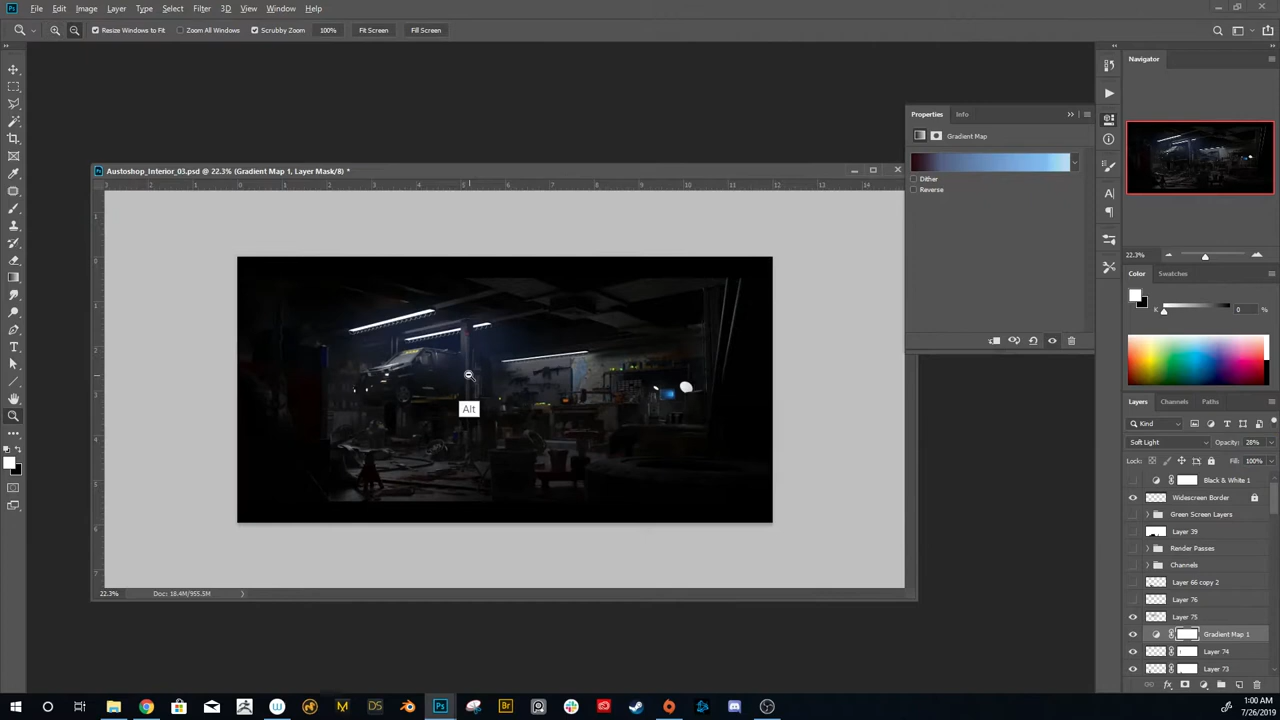 Ps File Edit Image Layer Type Select Filter 3D View Window Help
Resize Windows to Fit Zoom All Windows Scrubby Zoom 100% Fit Screen Fill Screen
Navigator
Properties Info
Gradient Map
Austoshop_Interior_03.psd @ 22.3% (Gradient Map 1, Layer Mask/8) *
Dither
Reverse
22.3%
Color Swatches
K 0 %
Alt
Layers Channels Paths
Kind
Soft Light Opacity: 28%
Lock: Fill: 100%
Black & White 1
Widescreen Border
Green Screen Layers
Layer 39
Render Passes
Channels
Layer 66 copy 2
Layer 76
Layer 75
Gradient Map 1
Layer 74
Layer 73
22.3% Doc: 18.4M/955.5M
1:00 AM
7/26/2019